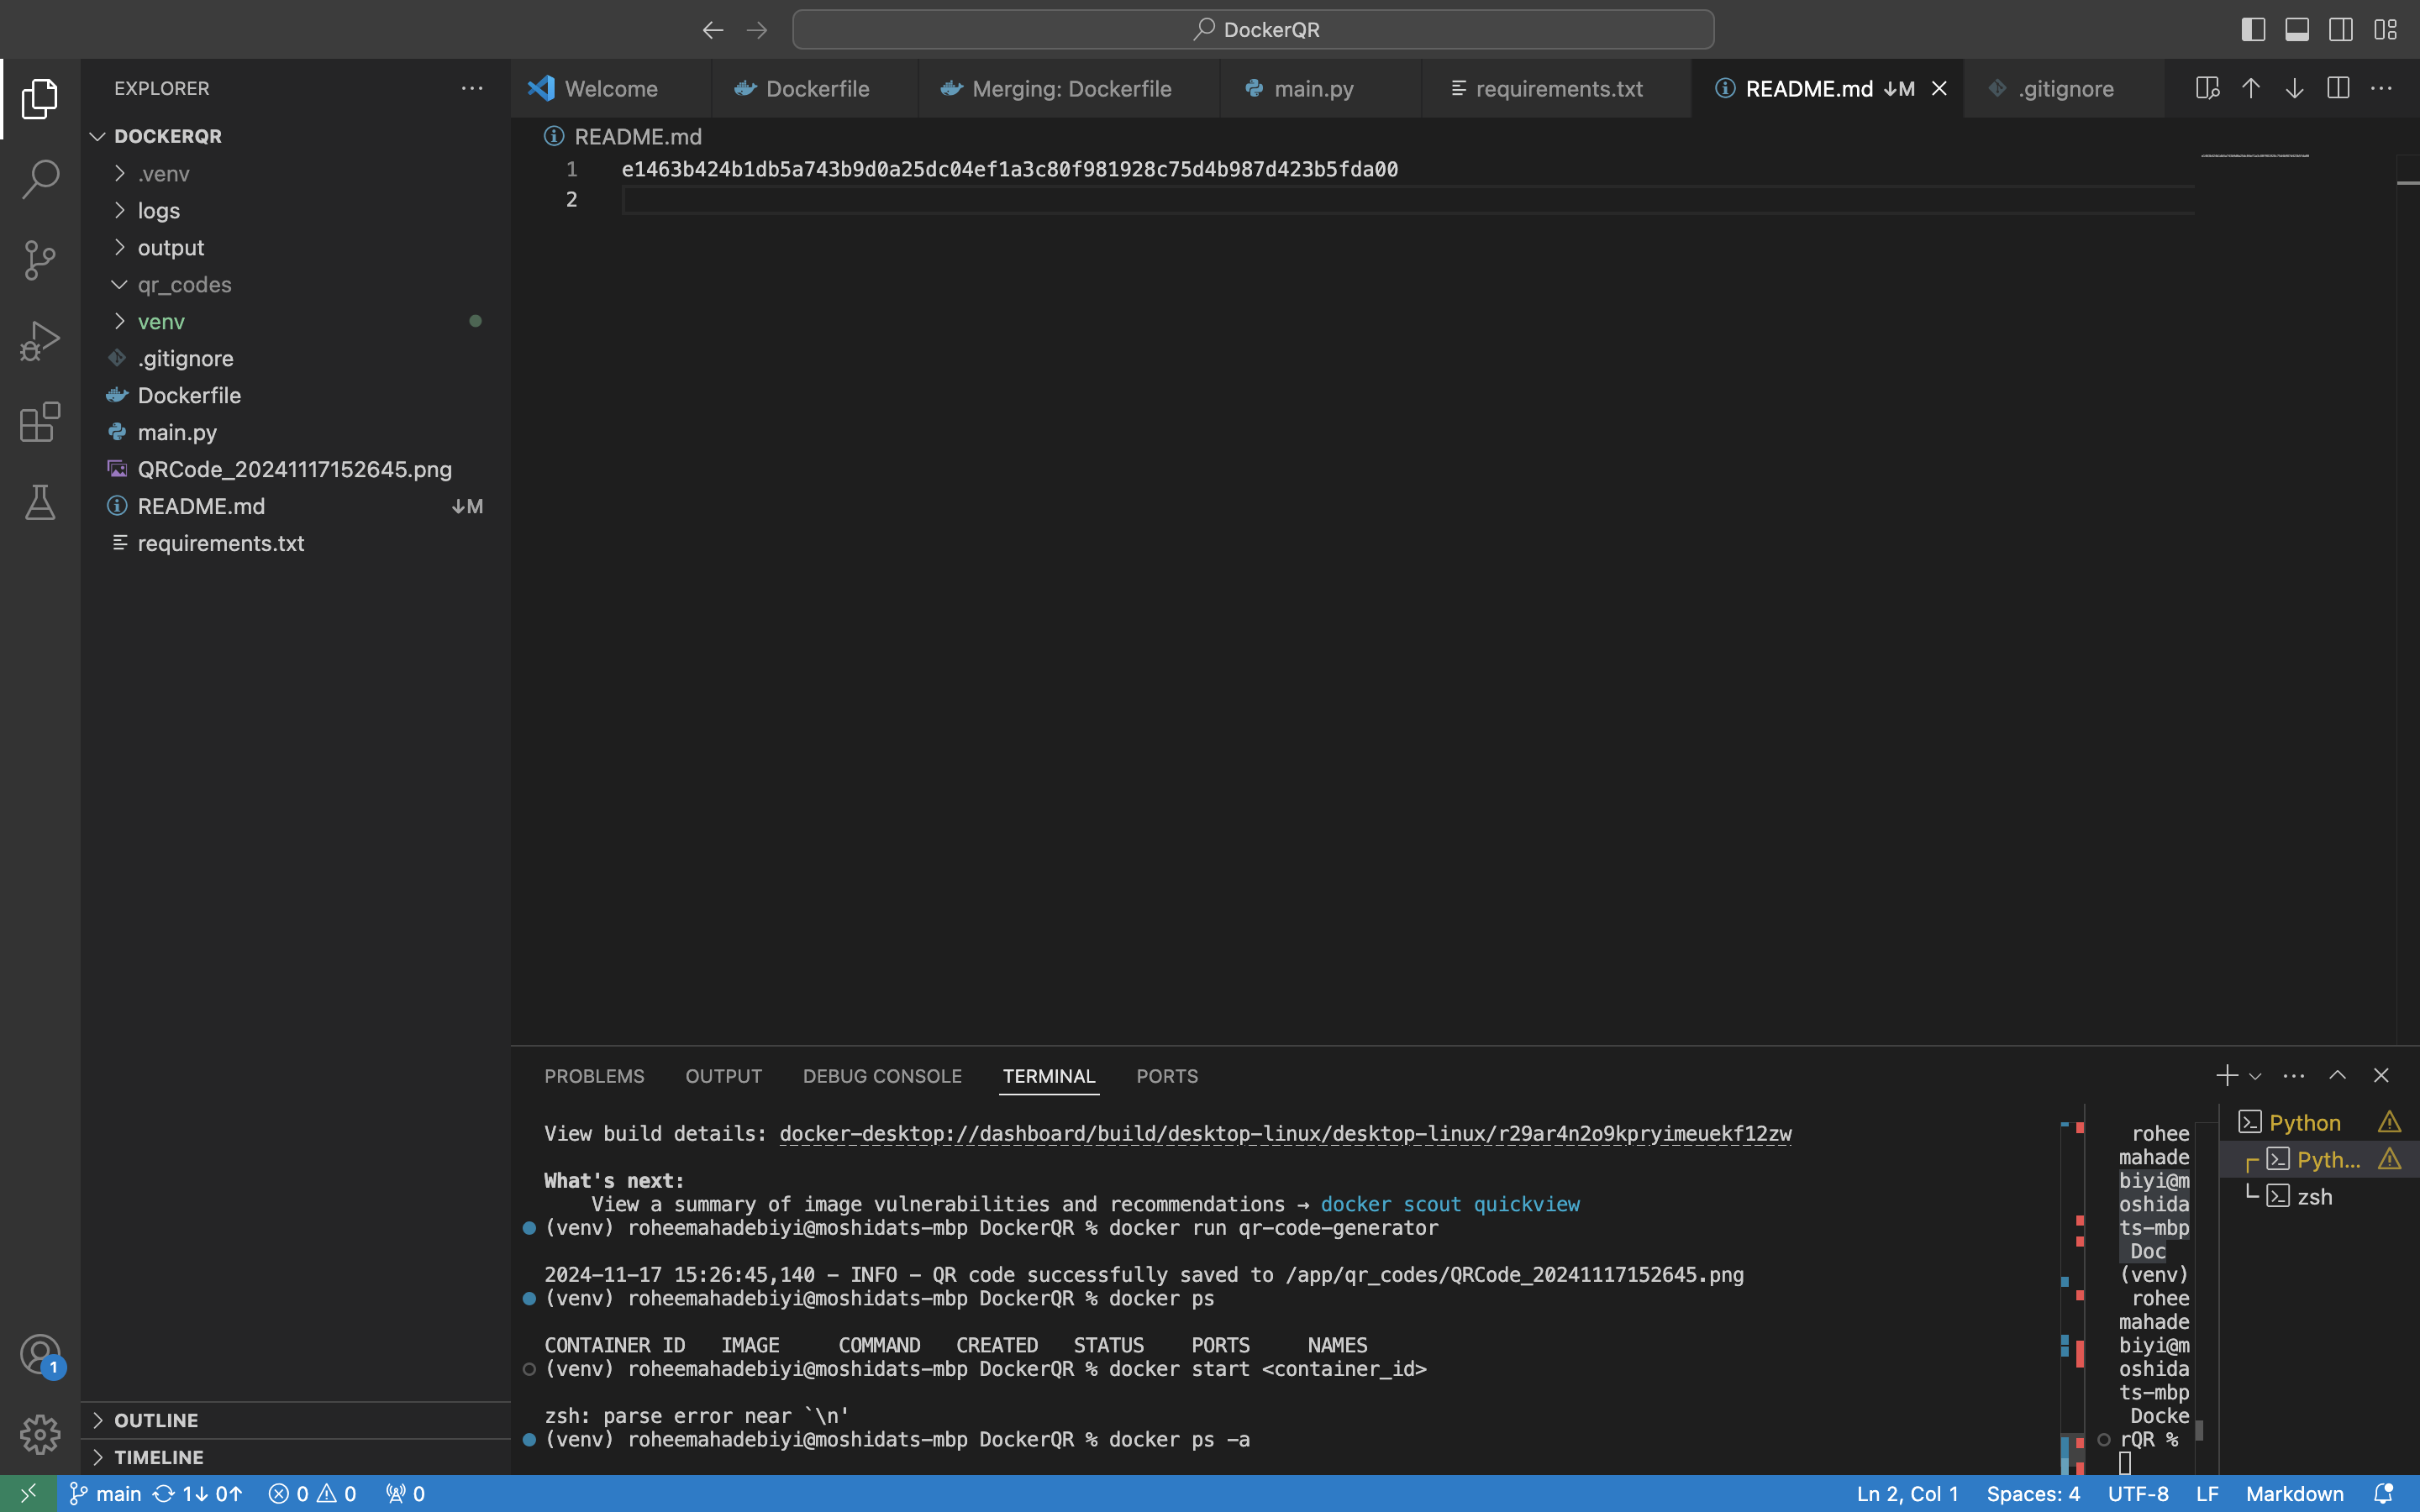 DockerQR
EXPLORER
DOCKERQR
.venv
logs
output
qr_codes
venv
.gitignore
Dockerfile
main.py
QRCode_20241117152645.png
README.md ↓M
requirements.txt
OUTLINE
TIMELINE
Welcome
Dockerfile
Merging: Dockerfile
main.py
requirements.txt
README.md ↓M
.gitignore
README.md
1 e1463b424b1db5a743b9d0a25dc04ef1a3c80f981928c75d4b987d423b5fda00
2
PROBLEMS OUTPUT DEBUG CONSOLE TERMINAL PORTS
View build details: docker-desktop://dashboard/build/desktop-linux/desktop-linux/r29ar4n2o9kpryimeuekf12zw
What's next:
View a summary of image vulnerabilities and recommendations → docker scout quickview
(venv) roheemahadebiyi@moshidats-mbp DockerQR % docker run qr-code-generator
2024-11-17 15:26:45,140 - INFO - QR code successfully saved to /app/qr_codes/QRCode_20241117152645.png
(venv) roheemahadebiyi@moshidats-mbp DockerQR % docker ps
CONTAINER ID IMAGE COMMAND CREATED STATUS PORTS NAMES
(venv) roheemahadebiyi@moshidats-mbp DockerQR % docker start <container_id>
zsh: parse error near `\n'
(venv) roheemahadebiyi@moshidats-mbp DockerQR % docker ps -a
rohee
mahade
biyi@m
oshida
ts-mbp
Doc
(venv)
rohee
mahade
biyi@m
oshida
ts-mbp
Docke
rQR %
Python
Pyth...
zsh
1
main 1↓ 0↑ 0 0 0
Ln 2, Col 1 Spaces: 4 UTF-8 LF Markdown